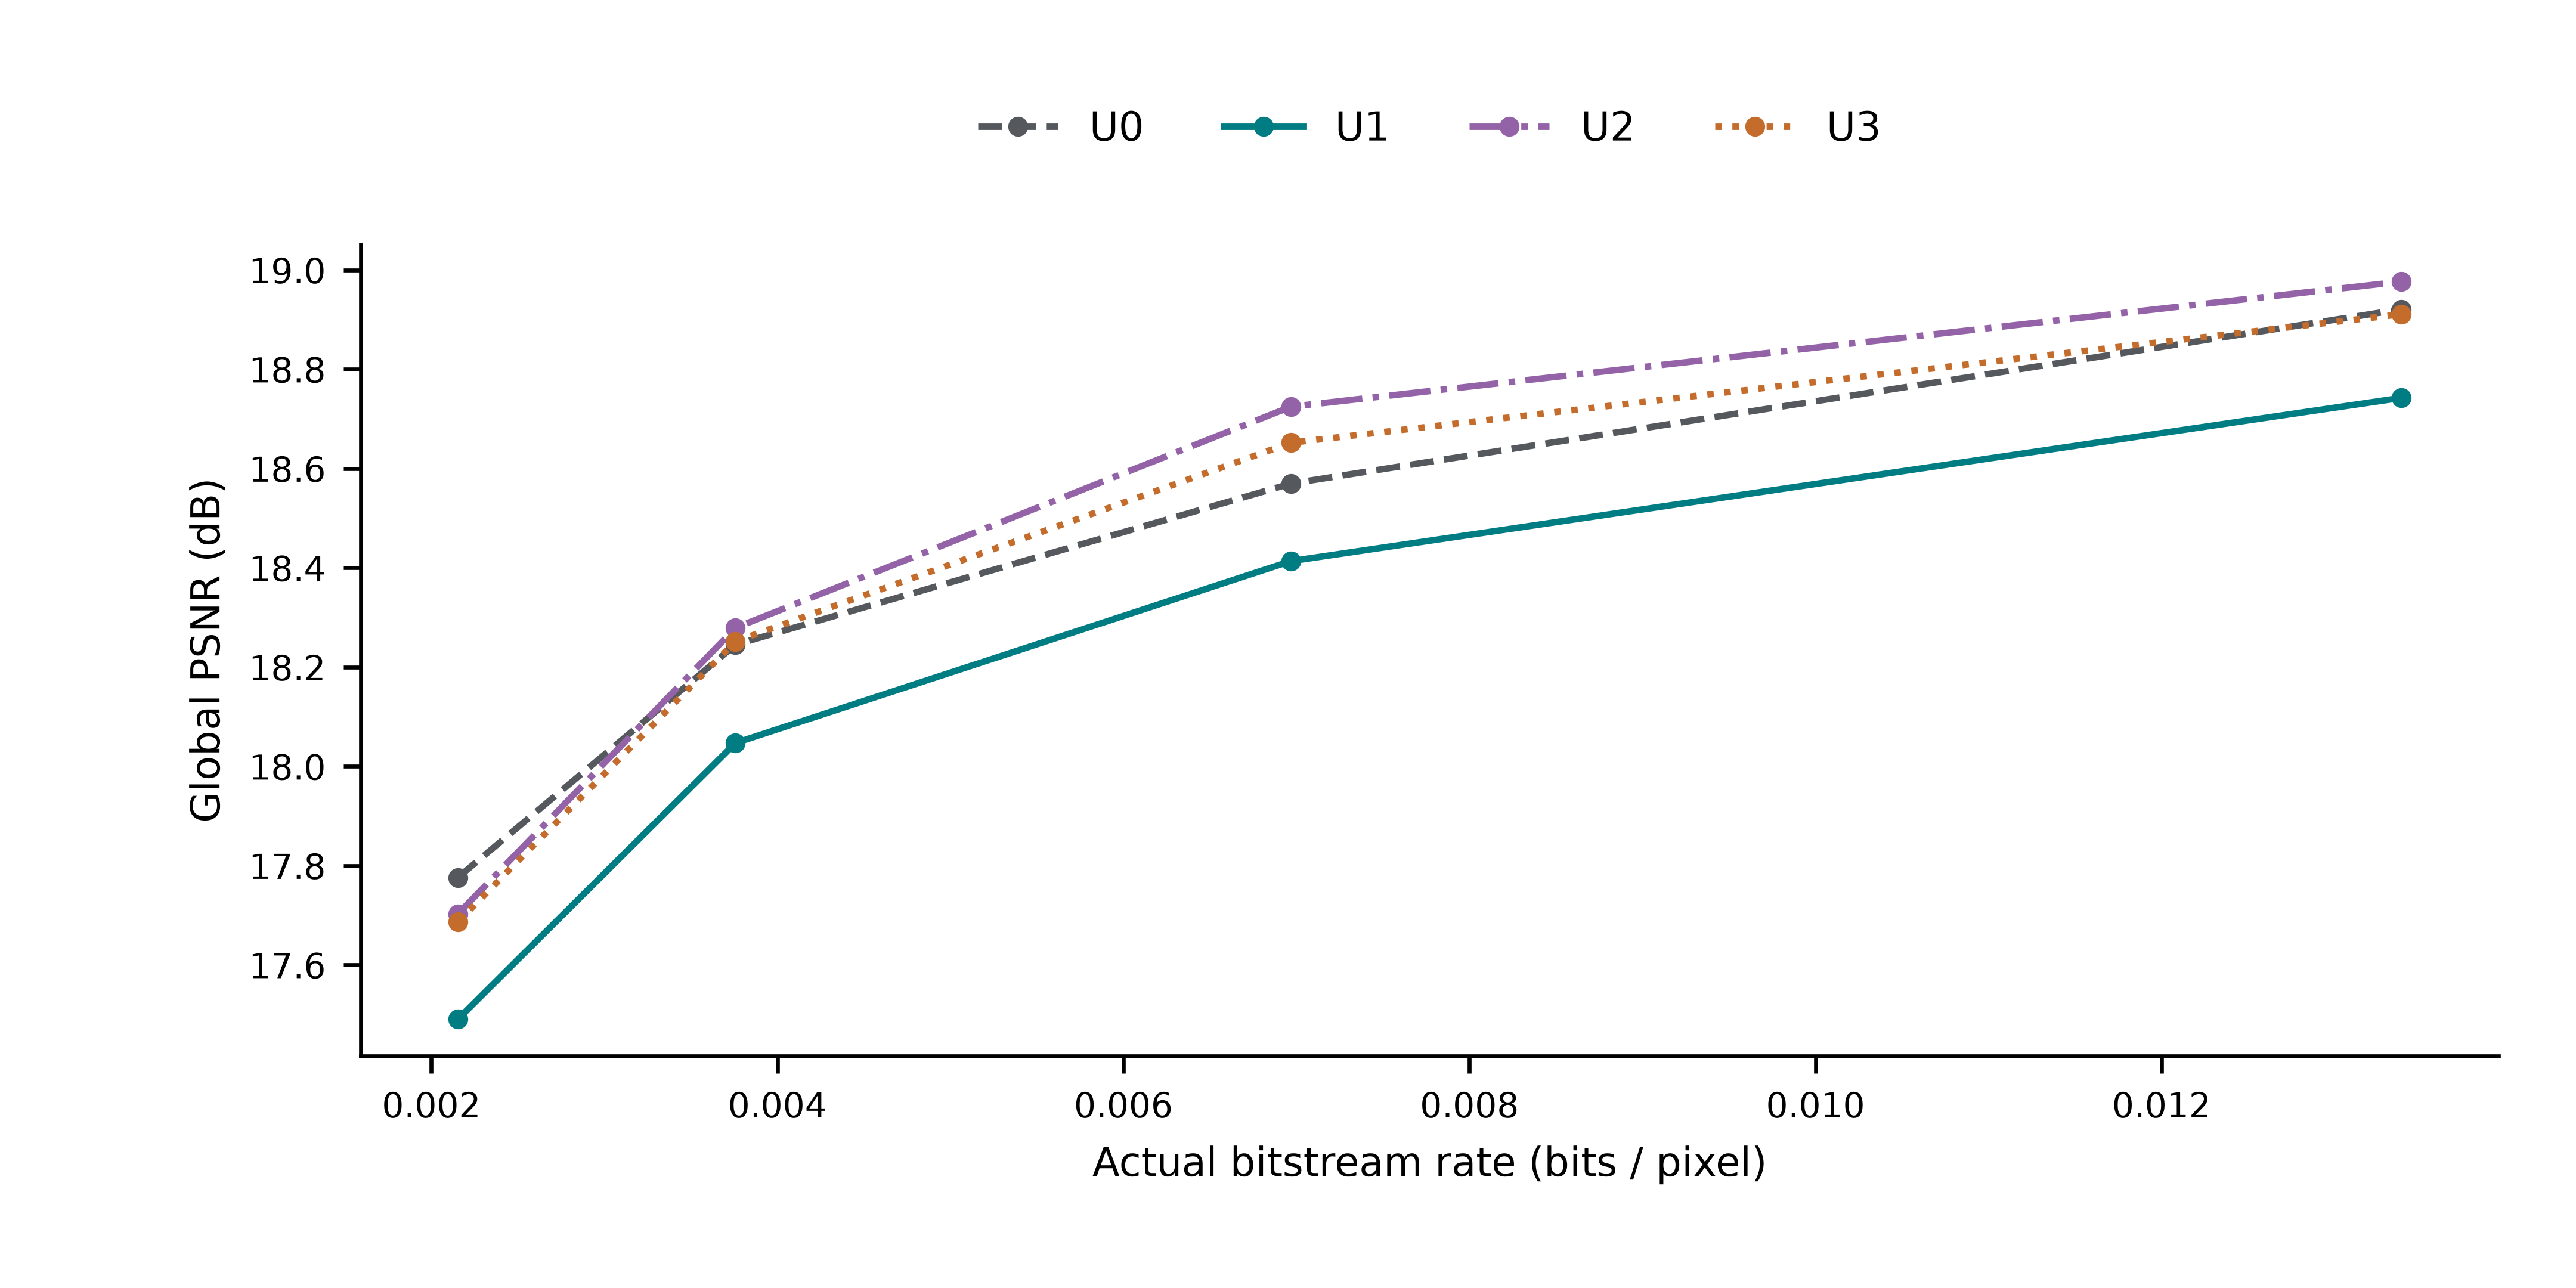 U0 U1 U2 U3
19.0
18.8
18.6
18.4
18.2
18.0
17.8
17.6
Global PSNR (dB)
0.002 0.004 0.006 0.008 0.010 0.012
Actual bitstream rate (bits / pixel)